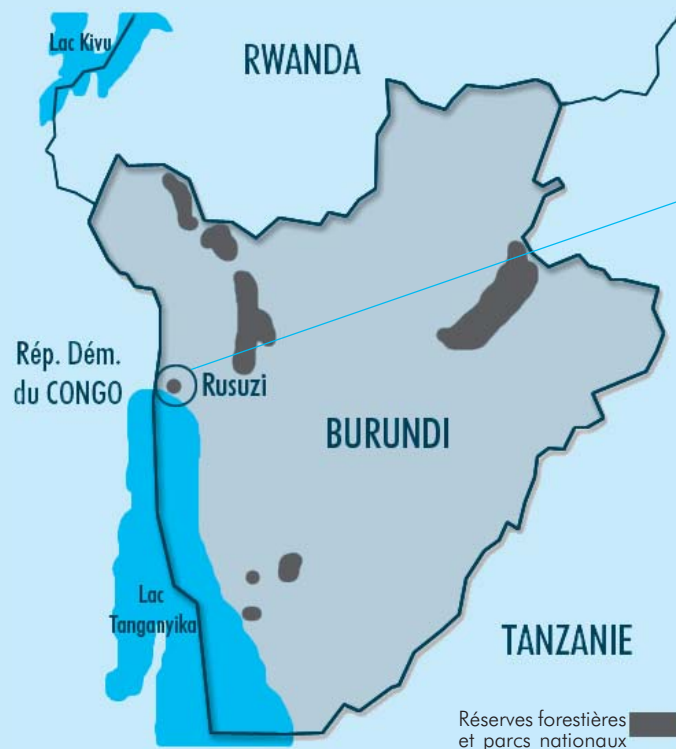 Lac Kivu
RWANDA
Rép. Dém.
du CONGO
Rusuzi
BURUNDI
Lac
Tanganyika
TANZANIE
Réserves forestières
et parcs nationaux